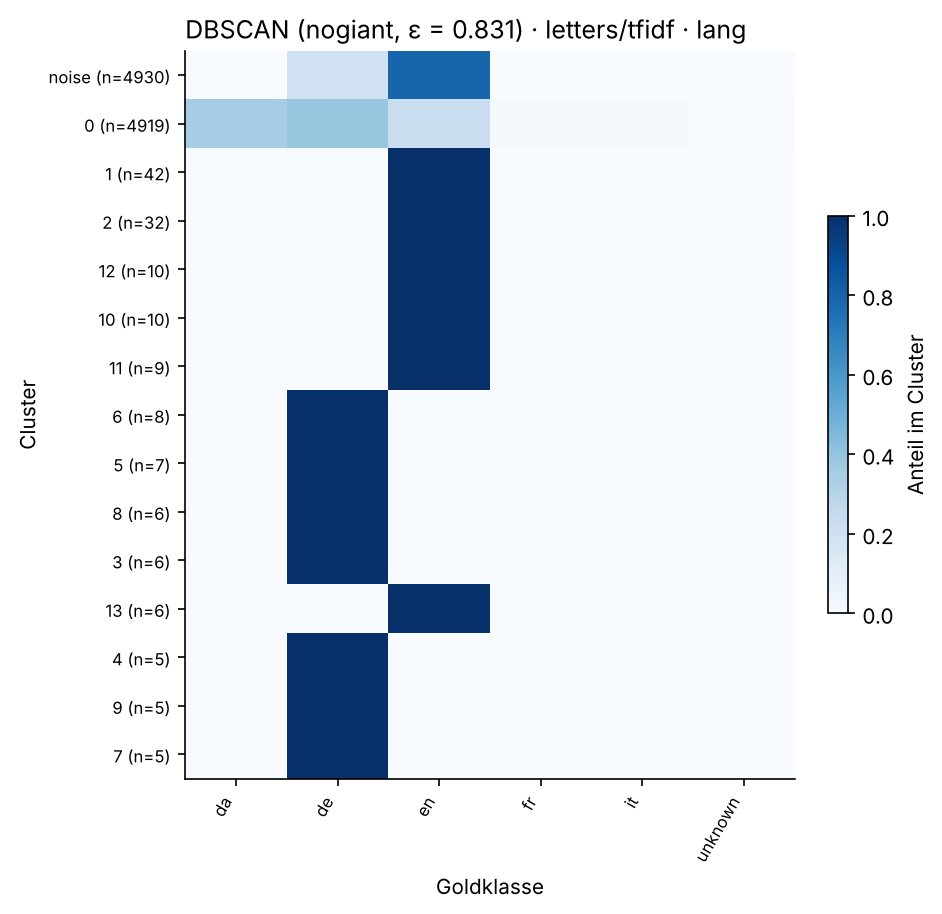 DBSCAN (nogiant, ε = 0.831) · letters/tfidf · lang
noise (n=4930)
0 (n=4919)
1 (n=42)
2 (n=32)
12 (n=10)
10 (n=10)
11 (n=9)
6 (n=8)
5 (n=7)
8 (n=6)
3 (n=6)
13 (n=6)
4 (n=5)
9 (n=5)
7 (n=5)
Cluster
da
de
en
fr
it
unknown
Goldklasse
1.0
0.8
0.6
0.4
0.2
0.0
Anteil im Cluster